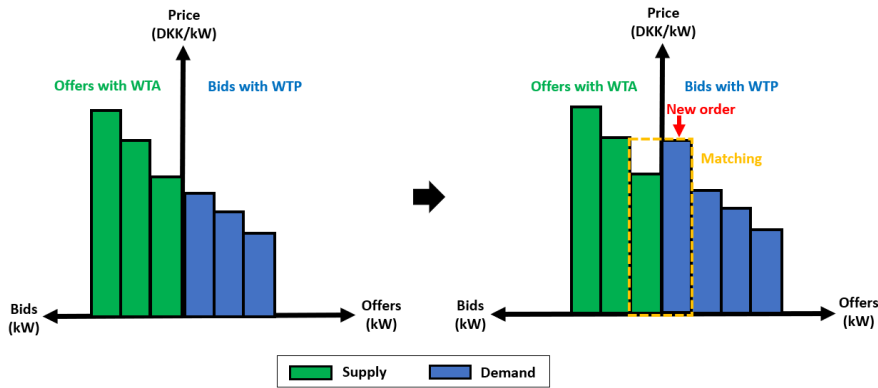 Price
(DKK/kW)
Offers with WTA
Bids with WTP
Bids
(kW)
Offers
(kW)
Price
(DKK/kW)
Offers with WTA
Bids with WTP
New order
Matching
Bids
(kW)
Offers
(kW)
Supply
Demand